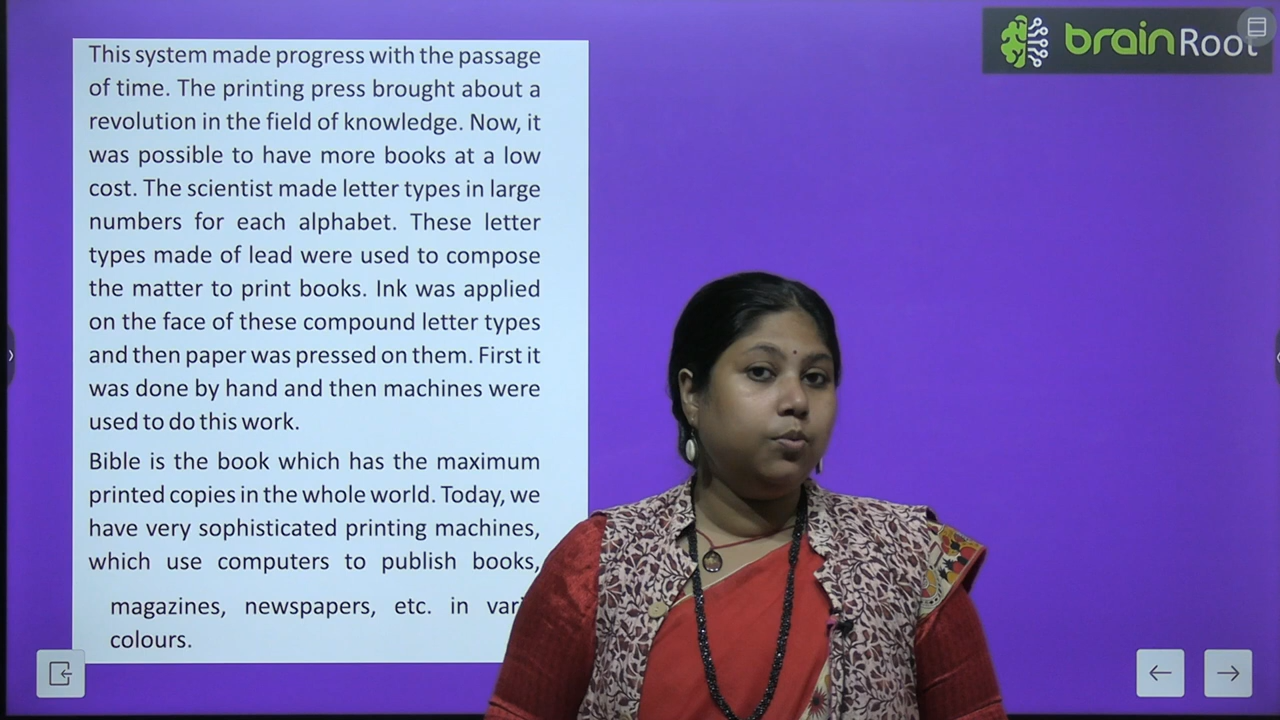 brainRoot
This system made progress with the passage
of time. The printing press brought about a
revolution in the field of knowledge. Now, it
was possible to have more books at a low
cost. The scientist made letter types in large
numbers for each alphabet. These letter
types made of lead were used to compose
the matter to print books. Ink was applied
on the face of these compound letter types
and then paper was pressed on them. First it
was done by hand and then machines were
used to do this work.
Bible is the book which has the maximum
printed copies in the whole world. Today, we
have very sophisticated printing machines,
which use computers to publish books,
magazines, newspapers, etc. in
colours.